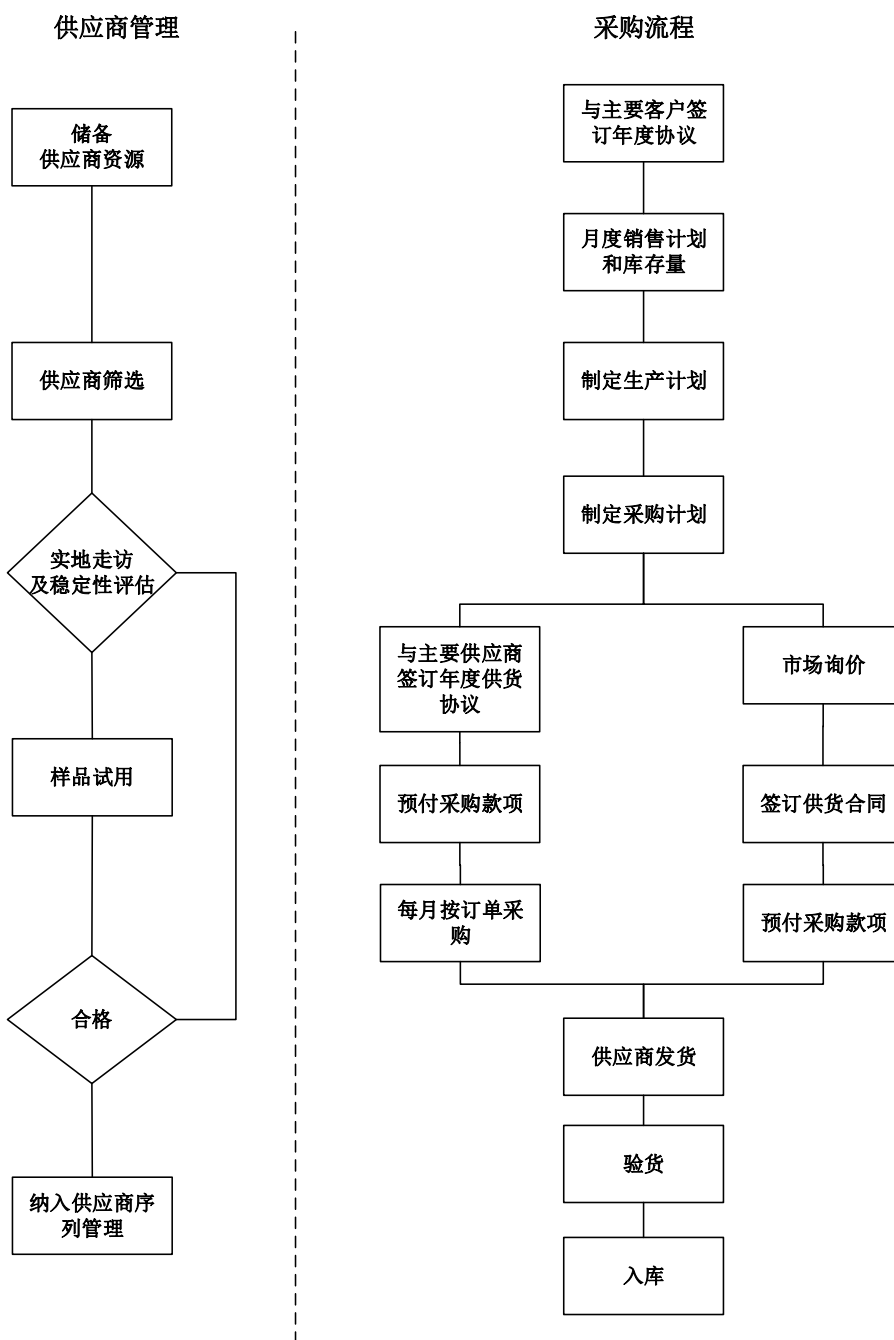 供应商管理
储备
供应商资源
供应商筛选
实地走访
及稳定性评估
样品试用
合格
纳入供应商序
列管理
采购流程
与主要客户签
订年度协议
月度销售计划
和库存量
制定生产计划
制定采购计划
与主要供应商
签订年度供货
协议
预付采购款项
每月按订单采
购
市场询价
签订供货合同
预付采购款项
供应商发货
验货
入库